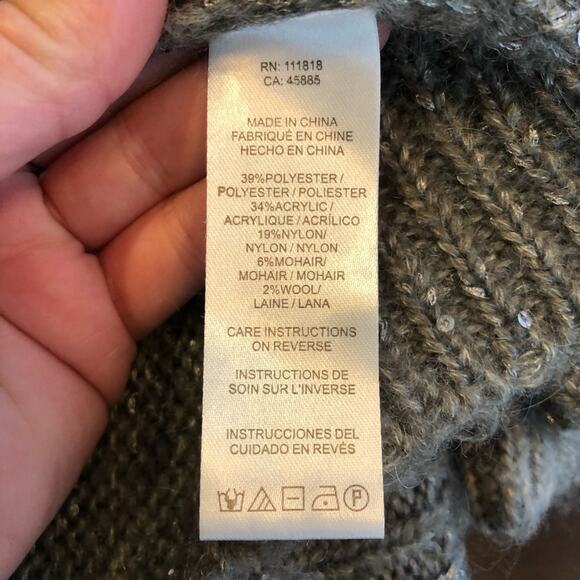 RN: 111818
CA: 45885
MADE IN CHINA
FABRIQUÉ EN CHINE
HECHO EN CHINA
39%POLYESTER/
POLYESTER / POLIESTER
34%ACRYLIC/
ACRYLIQUE / ACRÍLICO
19%NYLON/
NYLON / NYLON
6%MOHAIR/
MOHAIR / MOHAIR
2%WOOL/
LAINE / LANA
CARE INSTRUCTIONS
ON REVERSE
INSTRUCTIONS DE
SOIN SUR L'INVERSE
INSTRUCCIONES DEL
CUIDADO EN REVÉS
P